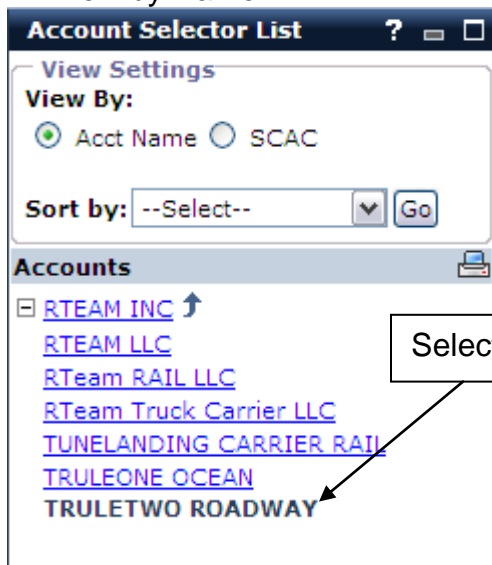 Account Selector List ?
View Settings
View By:
Acct Name SCAC
Sort by: --Select-- Go
Accounts
RTEAM INC
RTEAM LLC
Selec
RTeam RAIL LLC
RTeam Truck Carrier LLC
TUNELANDING CARRIER RAIL
TRULEONE OCEAN
TRULETWO ROADWAY